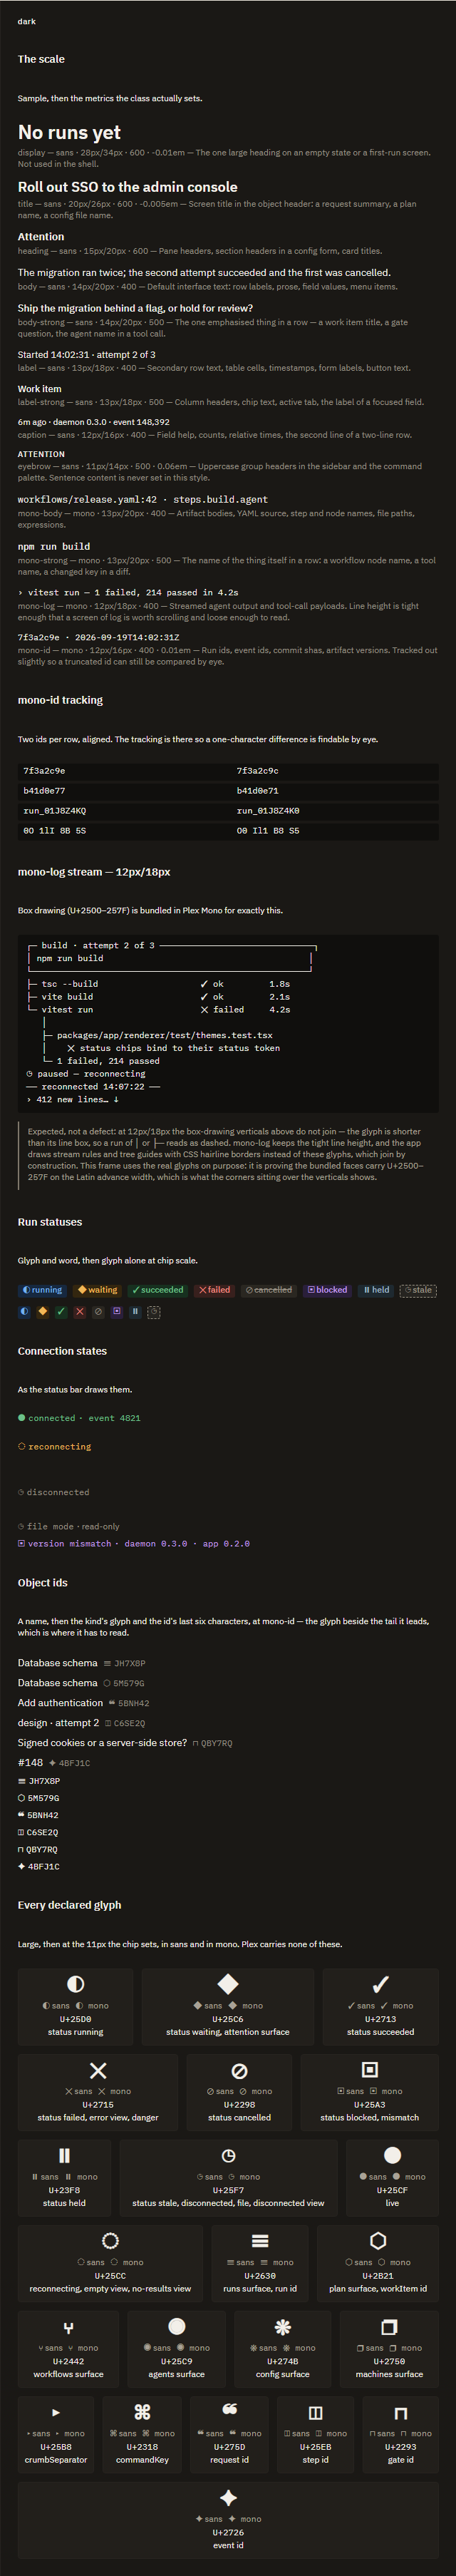 dark
The scale
Sample, then the metrics the class actually sets.
No runs yet
display — sans · 28px/34px · 600 · -0.01em — The one large heading on an empty state or a first-run screen.
Not used in the shell.
Roll out SSO to the admin console
title — sans · 20px/26px · 600 · -0.005em — Screen title in the object header: a request summary, a plan
name, a config file name.
Attention
heading — sans · 15px/20px · 600 — Pane headers, section headers in a config form, card titles.
The migration ran twice; the second attempt succeeded and the first was cancelled.
body — sans · 14px/20px · 400 — Default interface text: row labels, prose, field values, menu items.
Ship the migration behind a flag, or hold for review?
body-strong — sans · 14px/20px · 500 — The one emphasised thing in a row — a work item title, a gate
question, the agent name in a tool call.
Started 14:02:31 · attempt 2 of 3
label — sans · 13px/18px · 400 — Secondary row text, table cells, timestamps, form labels, button text.
Work item
label-strong — sans · 13px/18px · 500 — Column headers, chip text, active tab, the label of a focused field.
6m ago · daemon 0.3.0 · event 148,392
caption — sans · 12px/16px · 400 — Field help, counts, relative times, the second line of a two-line row.
ATTENTION
eyebrow — sans · 11px/14px · 500 · 0.06em — Uppercase group headers in the sidebar and the command
palette. Sentence content is never set in this style.
workflows/release.yaml:42 · steps.build.agent
mono-body — mono · 13px/20px · 400 — Artifact bodies, YAML source, step and node names, file paths,
expressions.
npm run build
mono-strong — mono · 13px/20px · 500 — The name of the thing itself in a row: a workflow node name, a tool
name, a changed key in a diff.
› vitest run — 1 failed, 214 passed in 4.2s
mono-log — mono · 12px/18px · 400 — Streamed agent output and tool-call payloads. Line height is tight
enough that a screen of log is worth scrolling and loose enough to read.
7f3a2c9e · 2026-09-19T14:02:31Z
mono-id — mono · 12px/16px · 400 · 0.01em — Run ids, event ids, commit shas, artifact versions. Tracked out
slightly so a truncated id can still be compared by eye.
mono-id tracking
Two ids per row, aligned. The tracking is there so a one-character difference is findable by eye.
7f3a2c9e 7f3a2c9c
b41d0e77 b41d0e71
run_01J8Z4KQ run_01J8Z4K0
0O 1lI 8B 5S O0 Il1 B8 S5
mono-log stream — 12px/18px
Box drawing (U+2500–257F) is bundled in Plex Mono for exactly this.
┌─ build · attempt 2 of 3 ─────────────────┐
│ npm run build │
└──────────────────────────────┘
├─ tsc --build ✓ ok 1.8s
├─ vite build ✓ ok 2.1s
└─ vitest run ✕ failed 4.2s
│
├─ packages/app/renderer/test/themes.test.tsx
│ ✕ status chips bind to their status token
└─ 1 failed, 214 passed
◷ paused — reconnecting
── reconnected 14:07:22 ──
› 412 new lines… ↓
Expected, not a defect: at 12px/18px the box-drawing verticals above do not join — the glyph is shorter
than its line box, so a run of │ or ├─ reads as dashed. mono-log keeps the tight line height, and the app
draws stream rules and tree guides with CSS hairline borders instead of these glyphs, which join by
construction. This frame uses the real glyphs on purpose: it is proving the bundled faces carry U+2500–
257F on the Latin advance width, which is what the corners sitting over the verticals shows.
Run statuses
Glyph and word, then glyph alone at chip scale.
◐ running ◆ waiting ✓ succeeded ✕ failed ⊘ cancelled ▣ blocked ⏸ held ◷ stale
◐ ◆ ✓ ✕ ⊘ ▣ ⏸ ◷
Connection states
As the status bar draws them.
● connected · event 4821
◌ reconnecting
◷ disconnected
◷ file mode · read-only
▣ version mismatch · daemon 0.3.0 · app 0.2.0
Object ids
A name, then the kind's glyph and the id's last six characters, at mono-id — the glyph beside the tail it leads,
which is where it has to read.
Database schema ☰ JH7X8P
Database schema ⬡ 5M579G
Add authentication ❝ 5BNH42
design · attempt 2 ◫ C6SE2Q
Signed cookies or a server-side store? ⊓ QBY7RQ
#148 ✦ 4BFJ1C
☰ JH7X8P
⬡ 5M579G
❝ 5BNH42
◫ C6SE2Q
⊓ QBY7RQ
✦ 4BFJ1C
Every declared glyph
Large, then at the 11px the chip sets, in sans and in mono. Plex carries none of these.
◐ ◆ ✓
◐ sans ◐ mono ◆ sans ◆ mono ✓ sans ✓ mono
U+25D0 U+25C6 U+2713
status running status waiting, attention surface status succeeded
✕ ⊘ ▣
✕ sans ✕ mono ⊘ sans ⊘ mono ▣ sans ▣ mono
U+2715 U+2298 U+25A3
status failed, error view, danger status cancelled status blocked, mismatch
⏸ ◷ ●
⏸ sans ⏸ mono ◷ sans ◷ mono ● sans ● mono
U+23F8 U+25F7 U+25CF
status held status stale, disconnected, file, disconnected view live
◌ ☰ ⬡
◌ sans ◌ mono ☰ sans ☰ mono ⬡ sans ⬡ mono
U+25CC U+2630 U+2B21
reconnecting, empty view, no-results view runs surface, run id plan surface, workItem id
⑂ ◉ ❋ ❐
⑂ sans ⑂ mono ◉ sans ◉ mono ❋ sans ❋ mono ❐ sans ❐ mono
U+2442 U+25C9 U+274B U+2750
workflows surface agents surface config surface machines surface
▸ ⌘ ❝ ◫ ⊓
▸ sans ▸ mono ⌘ sans ⌘ mono ❝ sans ❝ mono ◫ sans ◫ mono ⊓ sans ⊓ mono
U+25B8 U+2318 U+275D U+25EB U+2293
crumbSeparator commandKey request id step id gate id
✦
✦ sans ✦ mono
U+2726
event id